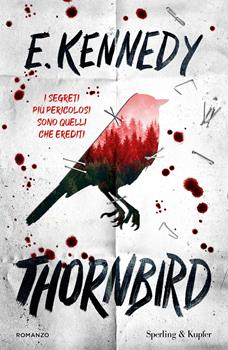 E. KENNEDY
I SEGRETI
PIÙ PERICOLOSI
SONO QUELLI
CHE EREDITI
THORNBIRD
ROMANZO
Sperling & Kupfer